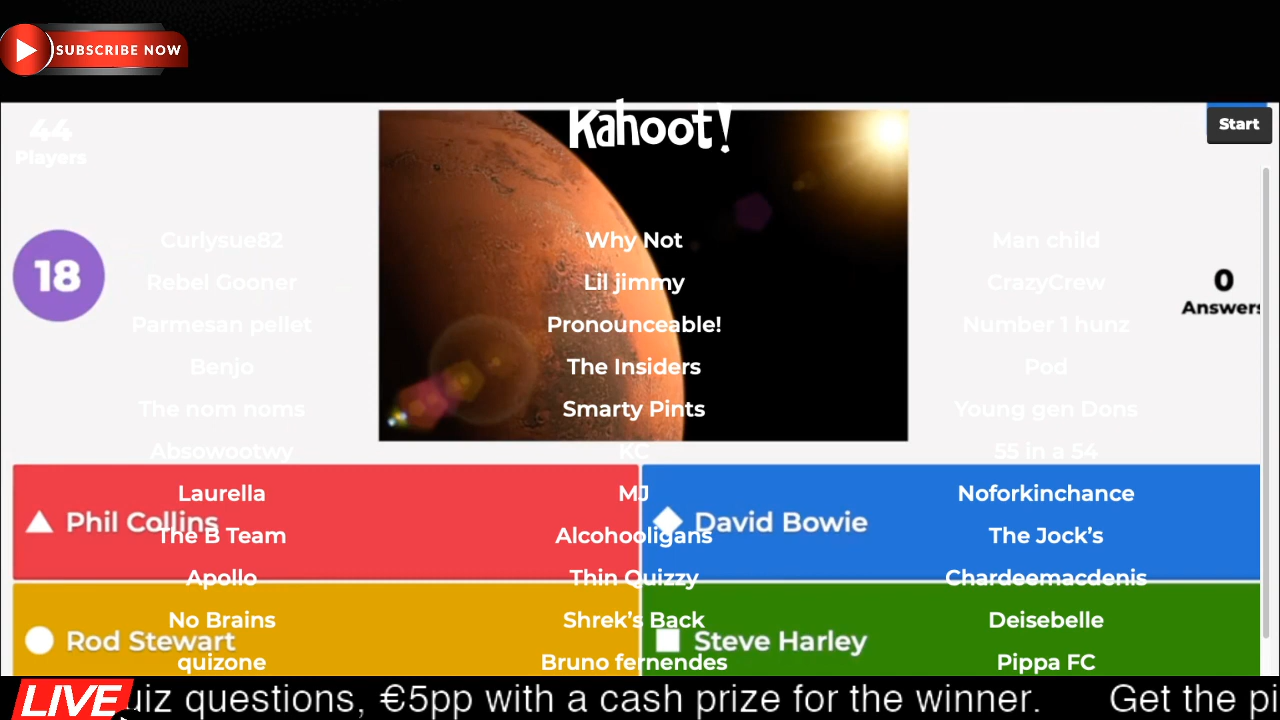 SUBSCRIBE NOW
Kahoot!
Start
44
Players
18
0
Answers
Curlysue82 Why Not Man child
Rebel Gooner Lil jimmy CrazyCrew
Parmesan pellet Pronounceable! Number 1 hunz
Benjo The Insiders Pod
The nom noms Smarty Pints Young gen Dons
Absowootwy KC 55 in a 54
Laurella MJ Noforkinchance
Phil Collins David Bowie
The B Team Alcohooligans The Jock's
Apollo Thin Quizzy Chardeemacdenis
No Brains Shrek's Back Deisebelle
Rod Stewart Steve Harley
quizone Bruno fernendes Pippa FC
LIVE uiz questions, €5pp with a cash prize for the winner. Get the pi